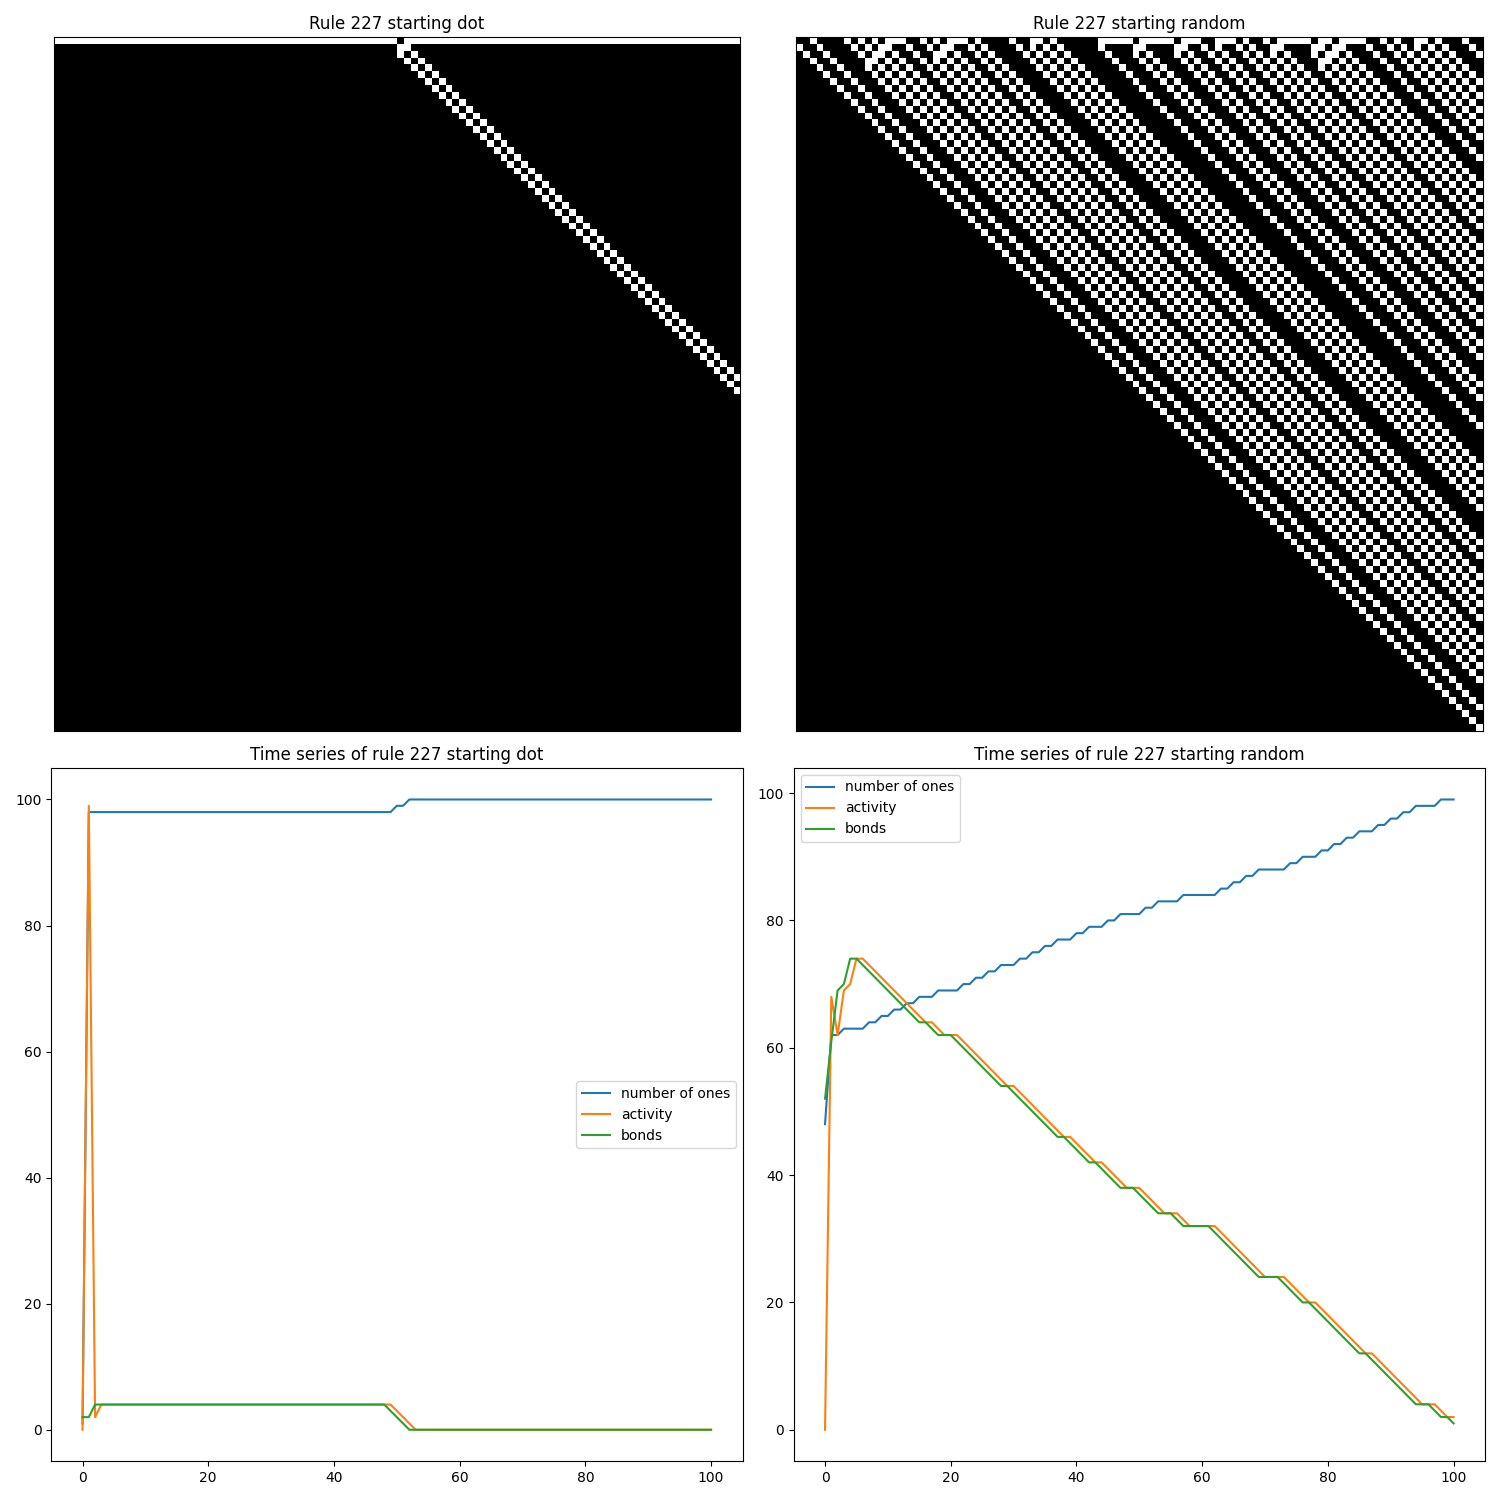 Rule 227 starting dot
Rule 227 starting random
Time series of rule 227 starting dot
100
80
60
40
20
0
0 20 40 60 80 100
number of ones
activity
bonds
Time series of rule 227 starting random
100
80
60
40
20
0
0 20 40 60 80 100
number of ones
activity
bonds